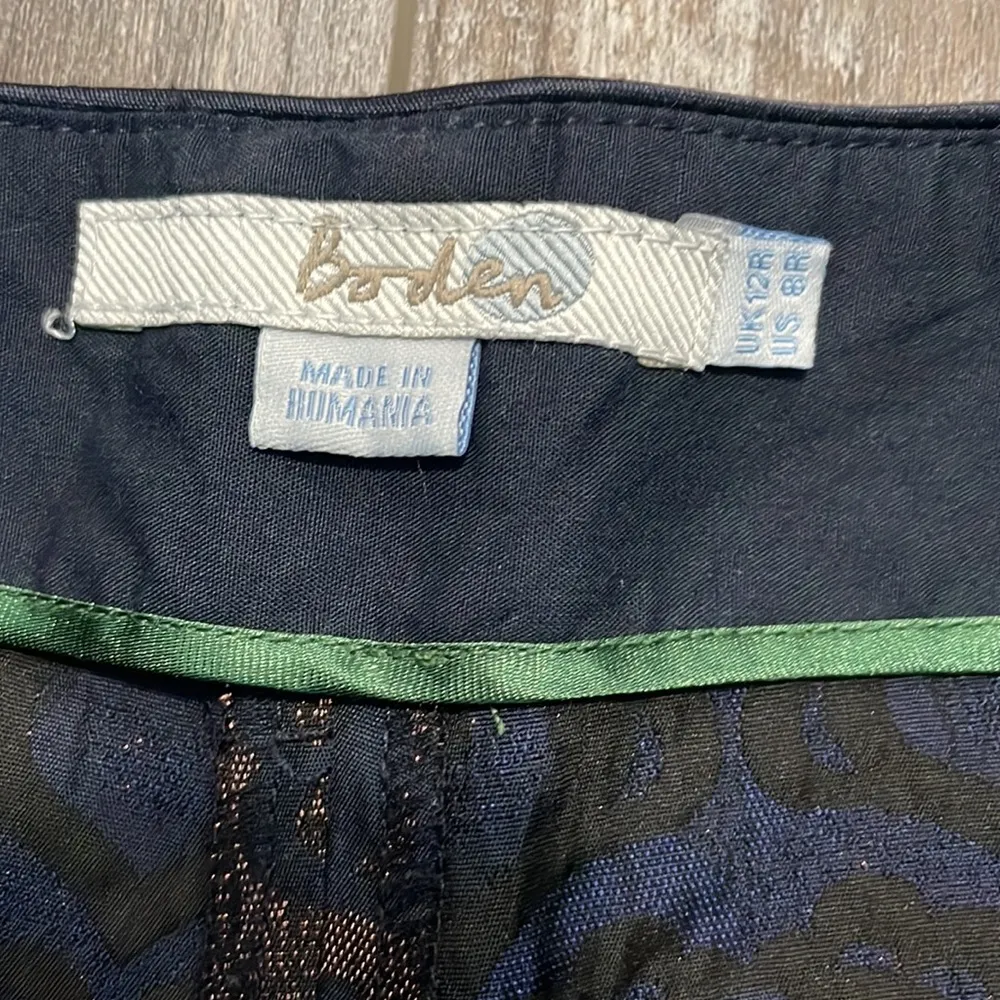 Boden
UK 12R
US 8R
MADE IN
RUMANIA